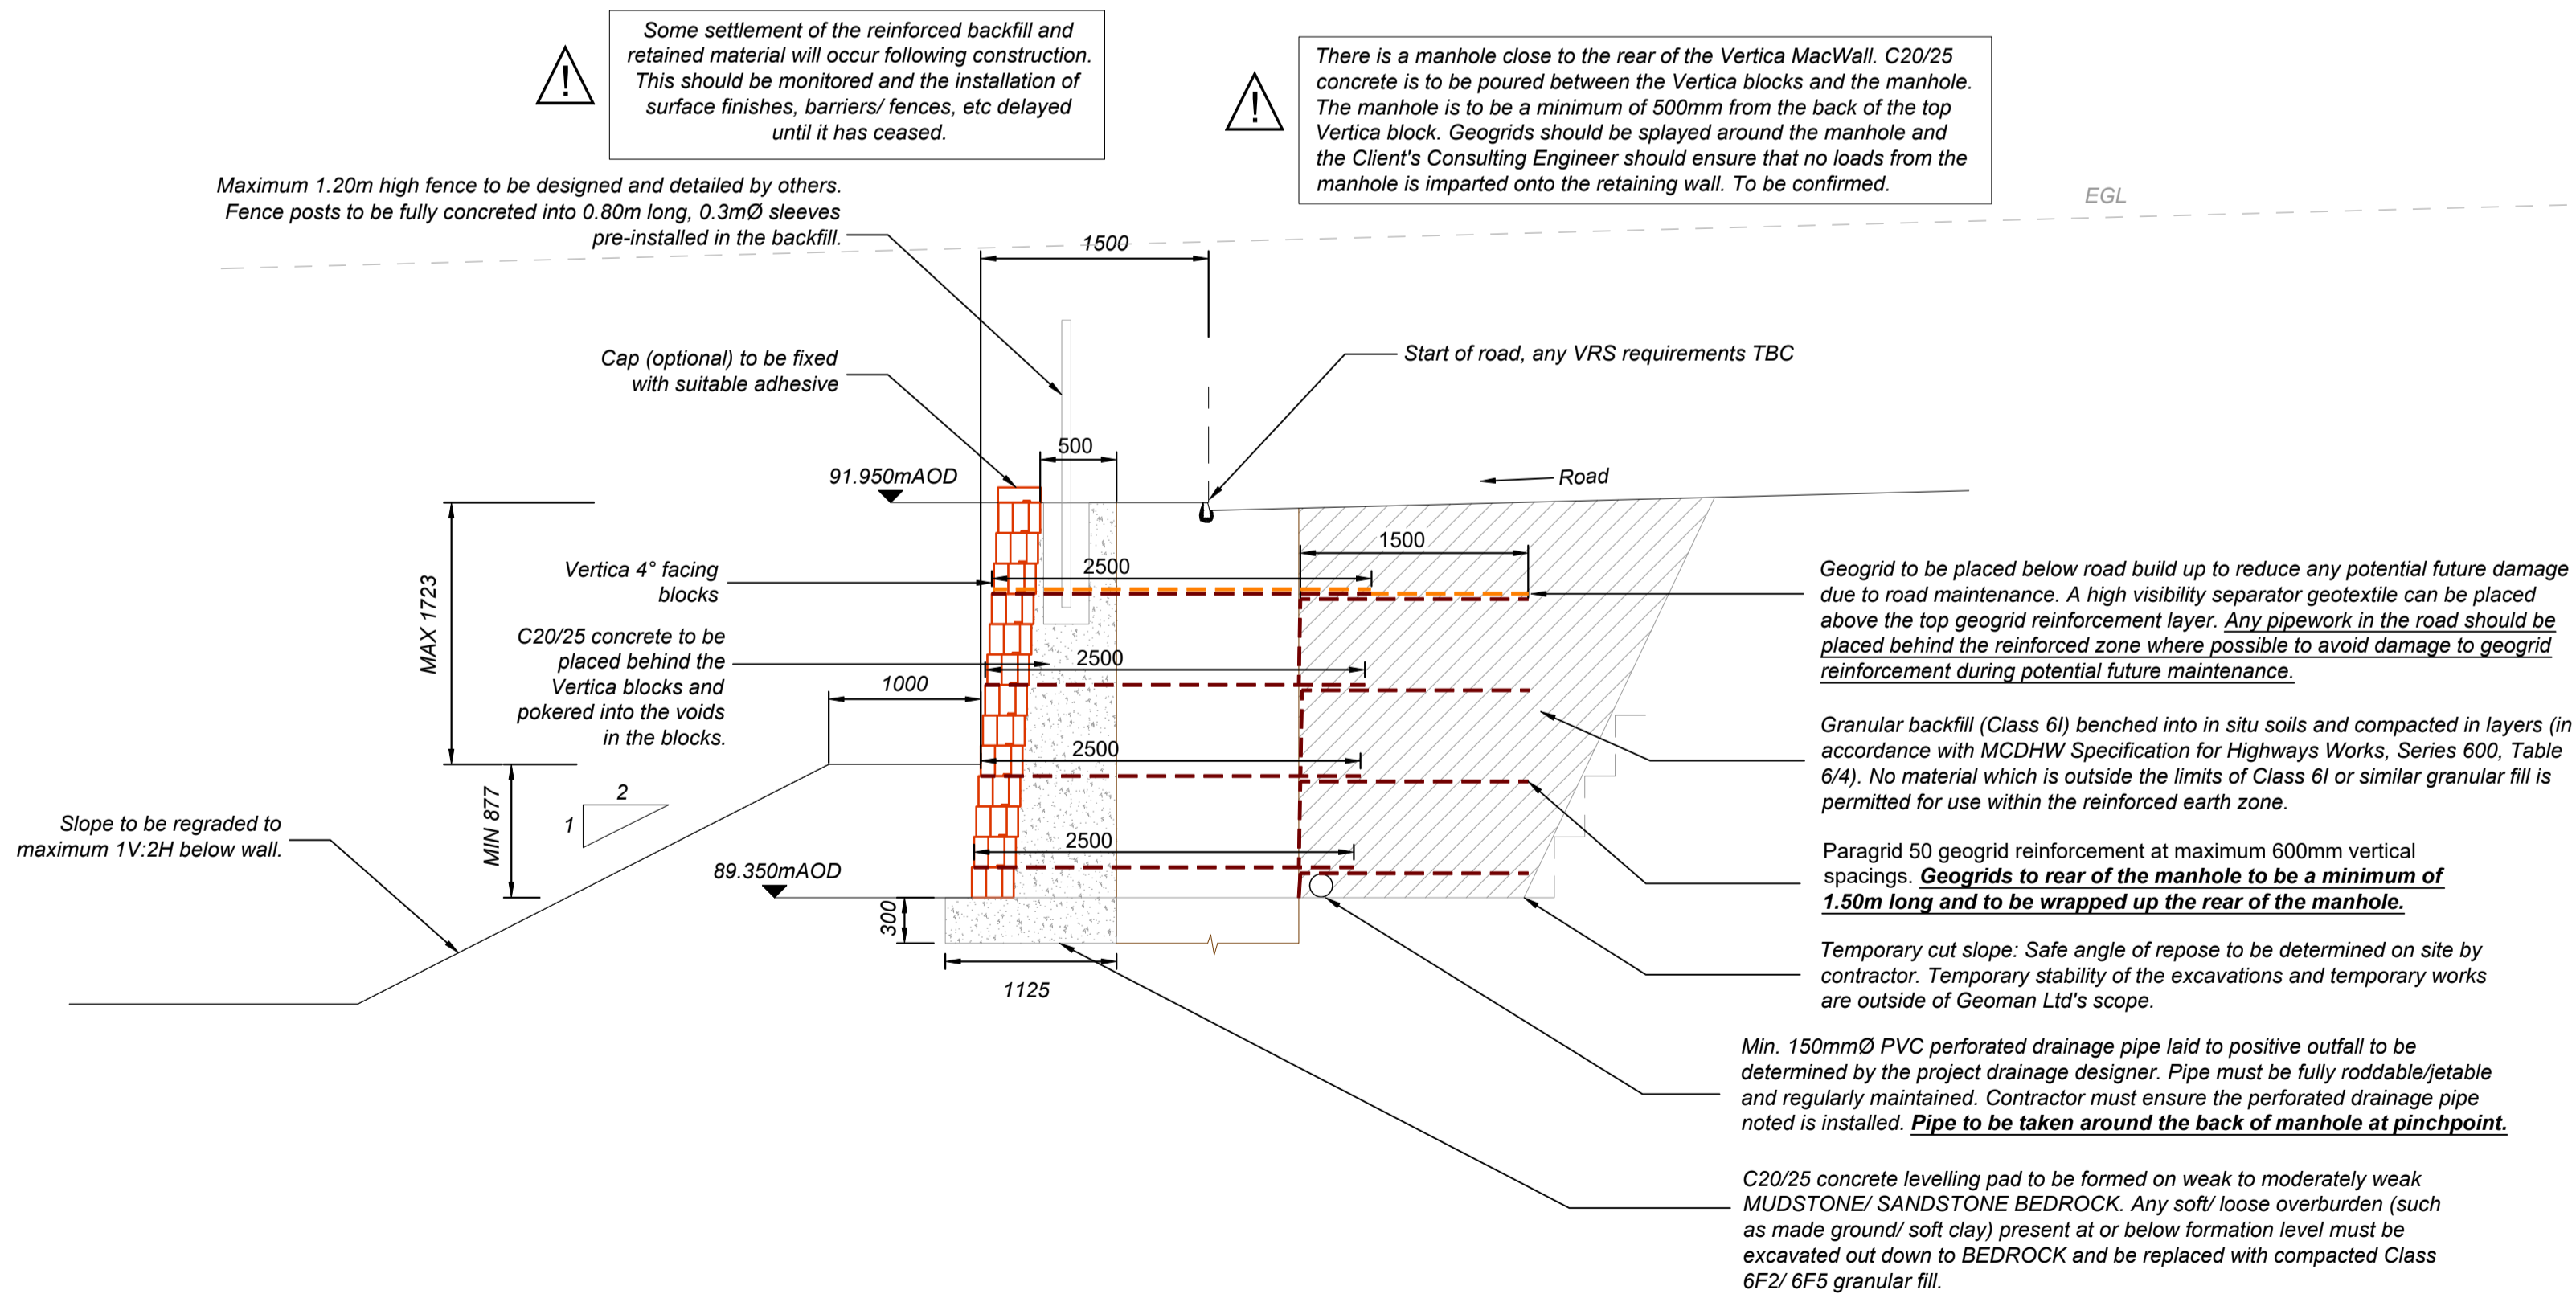 Some settlement of the reinforced backfill and
retained material will occur following construction.
This should be monitored and the installation of
surface finishes, barriers/ fences, etc delayed
until it has ceased.
There is a manhole close to the rear of the Vertica MacWall. C20/25
concrete is to be poured between the Vertica blocks and the manhole.
The manhole is to be a minimum of 500mm from the back of the top
Vertica block. Geogrids should be splayed around the manhole and
the Client's Consulting Engineer should ensure that no loads from the
manhole is imparted onto the retaining wall. To be confirmed.
Maximum 1.20m high fence to be designed and detailed by others.
Fence posts to be fully concreted into 0.80m long, 0.3mØ sleeves
pre-installed in the backfill.
EGL
1500
Cap (optional) to be fixed
with suitable adhesive
Start of road, any VRS requirements TBC
500
91.950mAOD
Road
1500
2500
Vertica 4° facing
blocks
MAX 1723
C20/25 concrete to be
placed behind the
Vertica blocks and
pokered into the voids
in the blocks.
2500
1000
2500
2
1
MIN 877
Slope to be regraded to
maximum 1V:2H below wall.
2500
89.350mAOD
300
1125
Geogrid to be placed below road build up to reduce any potential future damage
due to road maintenance. A high visibility separator geotextile can be placed
above the top geogrid reinforcement layer. Any pipework in the road should be
placed behind the reinforced zone where possible to avoid damage to geogrid
reinforcement during potential future maintenance.
Granular backfill (Class 6I) benched into in situ soils and compacted in layers (in
accordance with MCDHW Specification for Highways Works, Series 600, Table
6/4). No material which is outside the limits of Class 6I or similar granular fill is
permitted for use within the reinforced earth zone.
Paragrid 50 geogrid reinforcement at maximum 600mm vertical
spacings. Geogrids to rear of the manhole to be a minimum of
1.50m long and to be wrapped up the rear of the manhole.
Temporary cut slope: Safe angle of repose to be determined on site by
contractor. Temporary stability of the excavations and temporary works
are outside of Geoman Ltd's scope.
Min. 150mmØ PVC perforated drainage pipe laid to positive outfall to be
determined by the project drainage designer. Pipe must be fully roddable/jetable
and regularly maintained. Contractor must ensure the perforated drainage pipe
noted is installed. Pipe to be taken around the back of manhole at pinchpoint.
C20/25 concrete levelling pad to be formed on weak to moderately weak
MUDSTONE/ SANDSTONE BEDROCK. Any soft/ loose overburden (such
as made ground/ soft clay) present at or below formation level must be
excavated out down to BEDROCK and be replaced with compacted Class
6F2/ 6F5 granular fill.